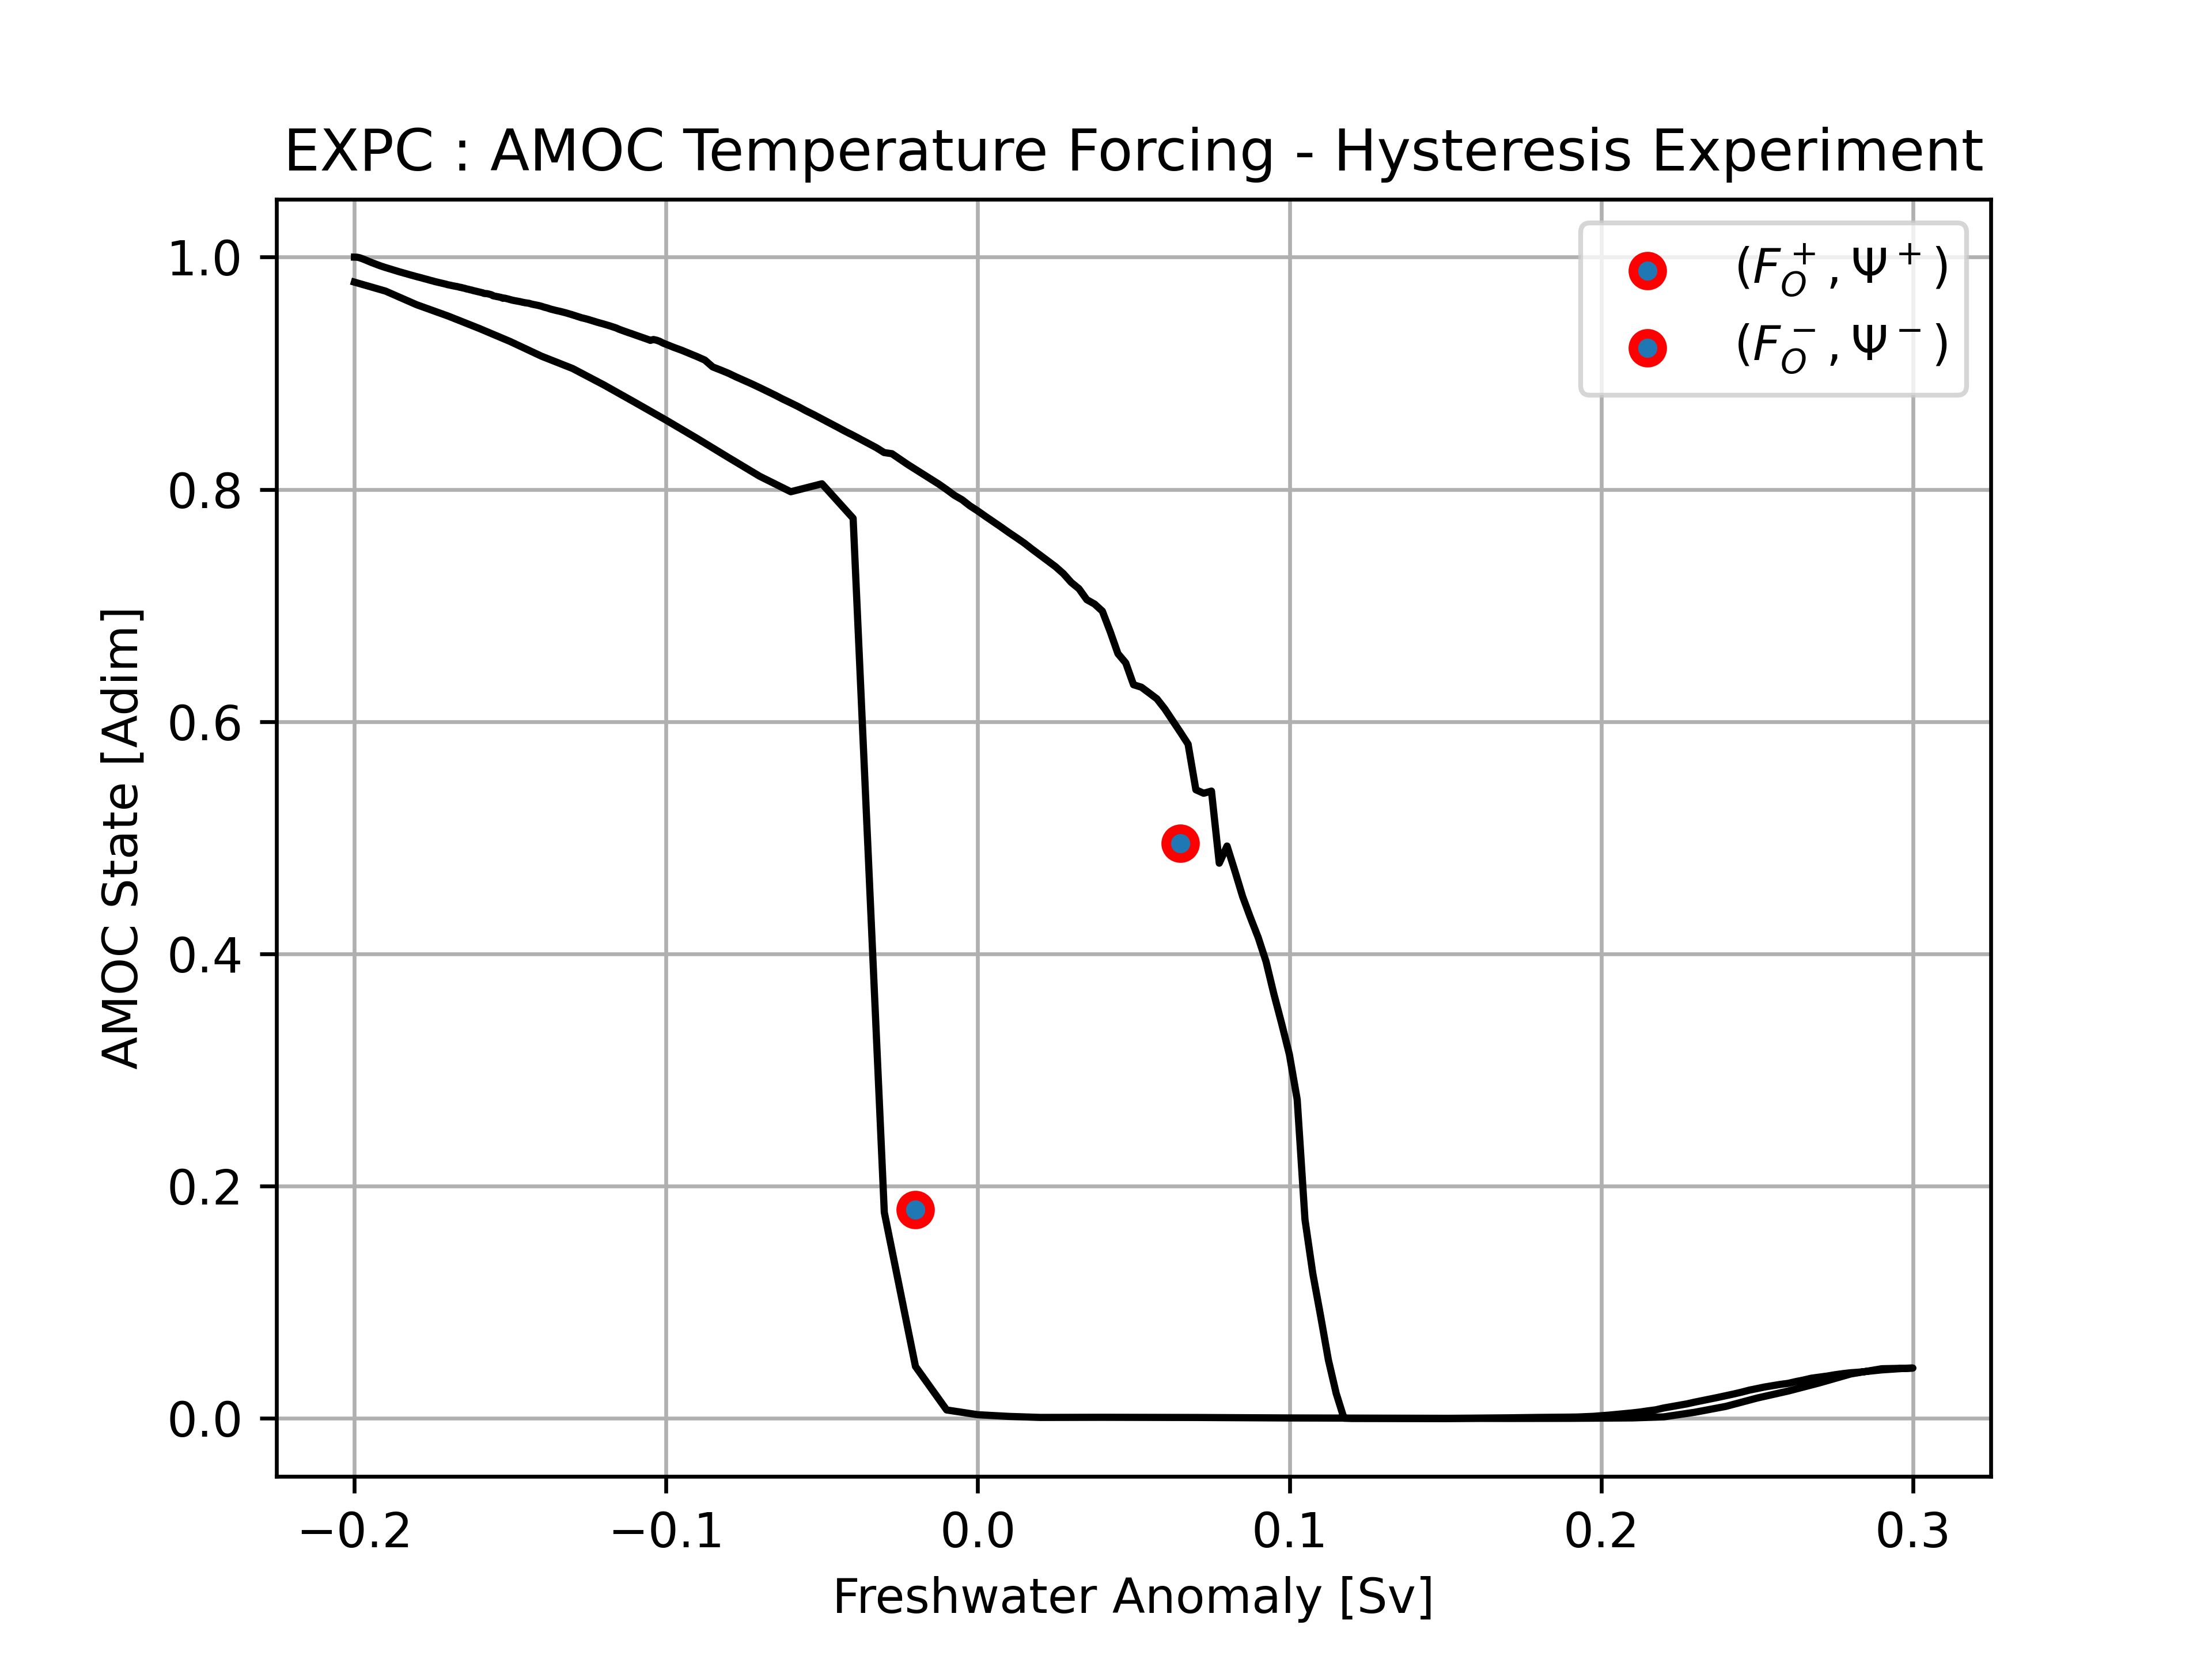 EXPC : AMOC Temperature Forcing - Hysteresis Experiment
(F_O^+, Ψ^+)
(F_O^−, Ψ^−)
1.0
0.8
0.6
0.4
0.2
0.0
AMOC State [Adim]
−0.2 −0.1 0.0 0.1 0.2 0.3
Freshwater Anomaly [Sv]